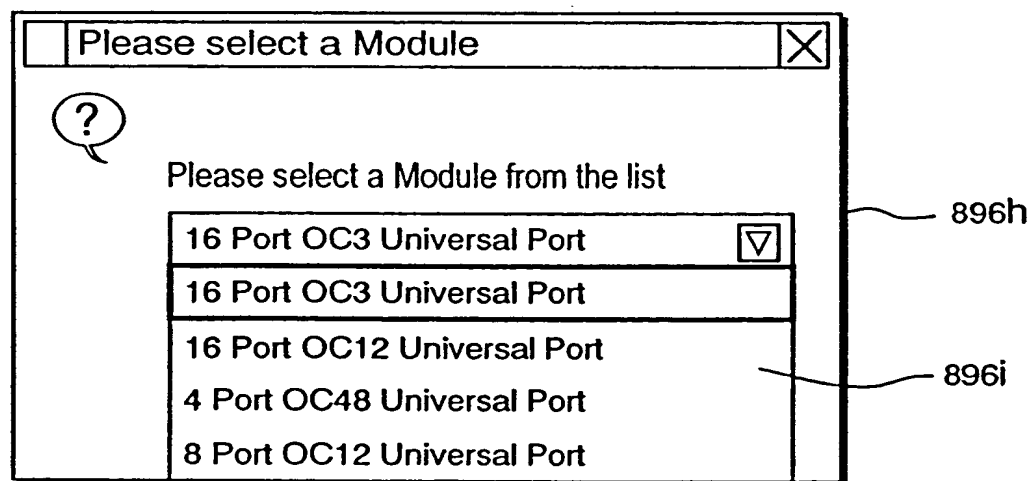 Please select a Module
?
Please select a Module from the list
16 Port OC3 Universal Port
16 Port OC3 Universal Port
16 Port OC12 Universal Port
4 Port OC48 Universal Port
8 Port OC12 Universal Port
896h
896i